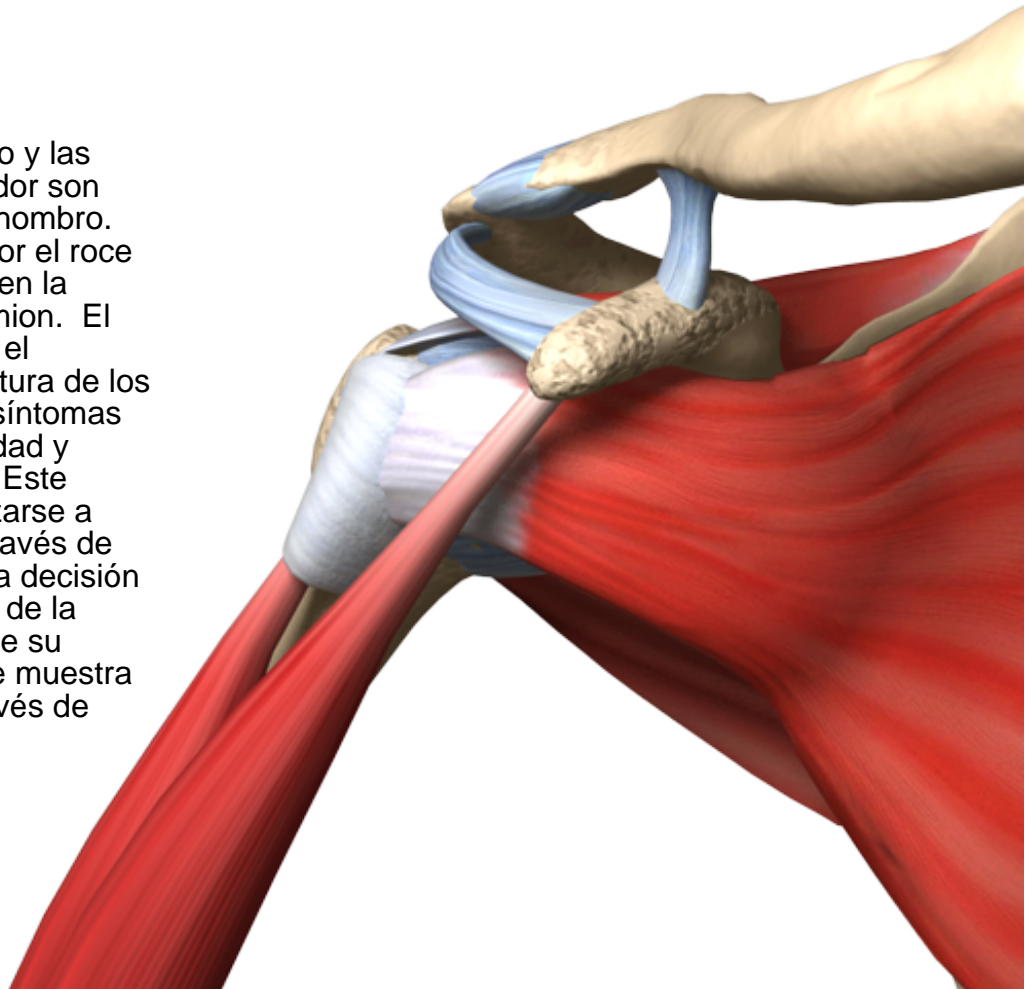 o y las
dor son
hombro.
or el roce
en la
nion.  El
el
tura de los
síntomas
dad y
Este
zarse a
avés de
a decisión
de la
e su
e muestra
vés de